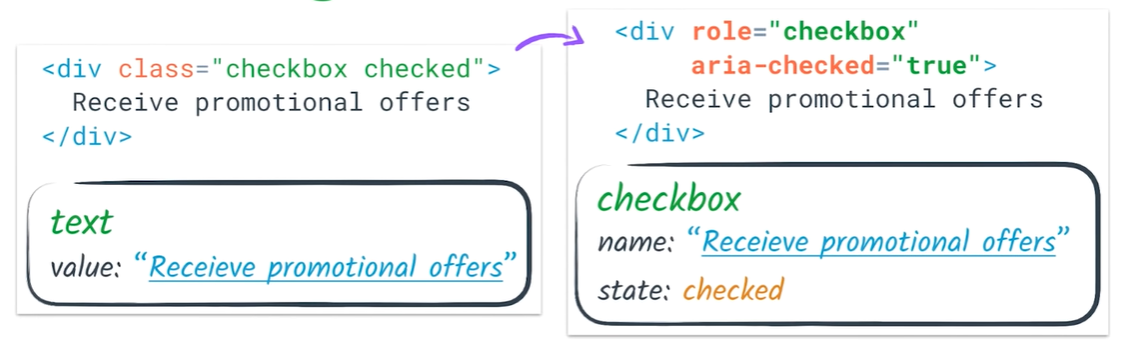 <div class="checkbox checked">
Receive promotional offers
</div>
text
value: “Receieve promotional offers”
<div role="checkbox"
aria-checked="true">
Receive promotional offers
</div>
checkbox
name: “Receieve promotional offers”
state: checked